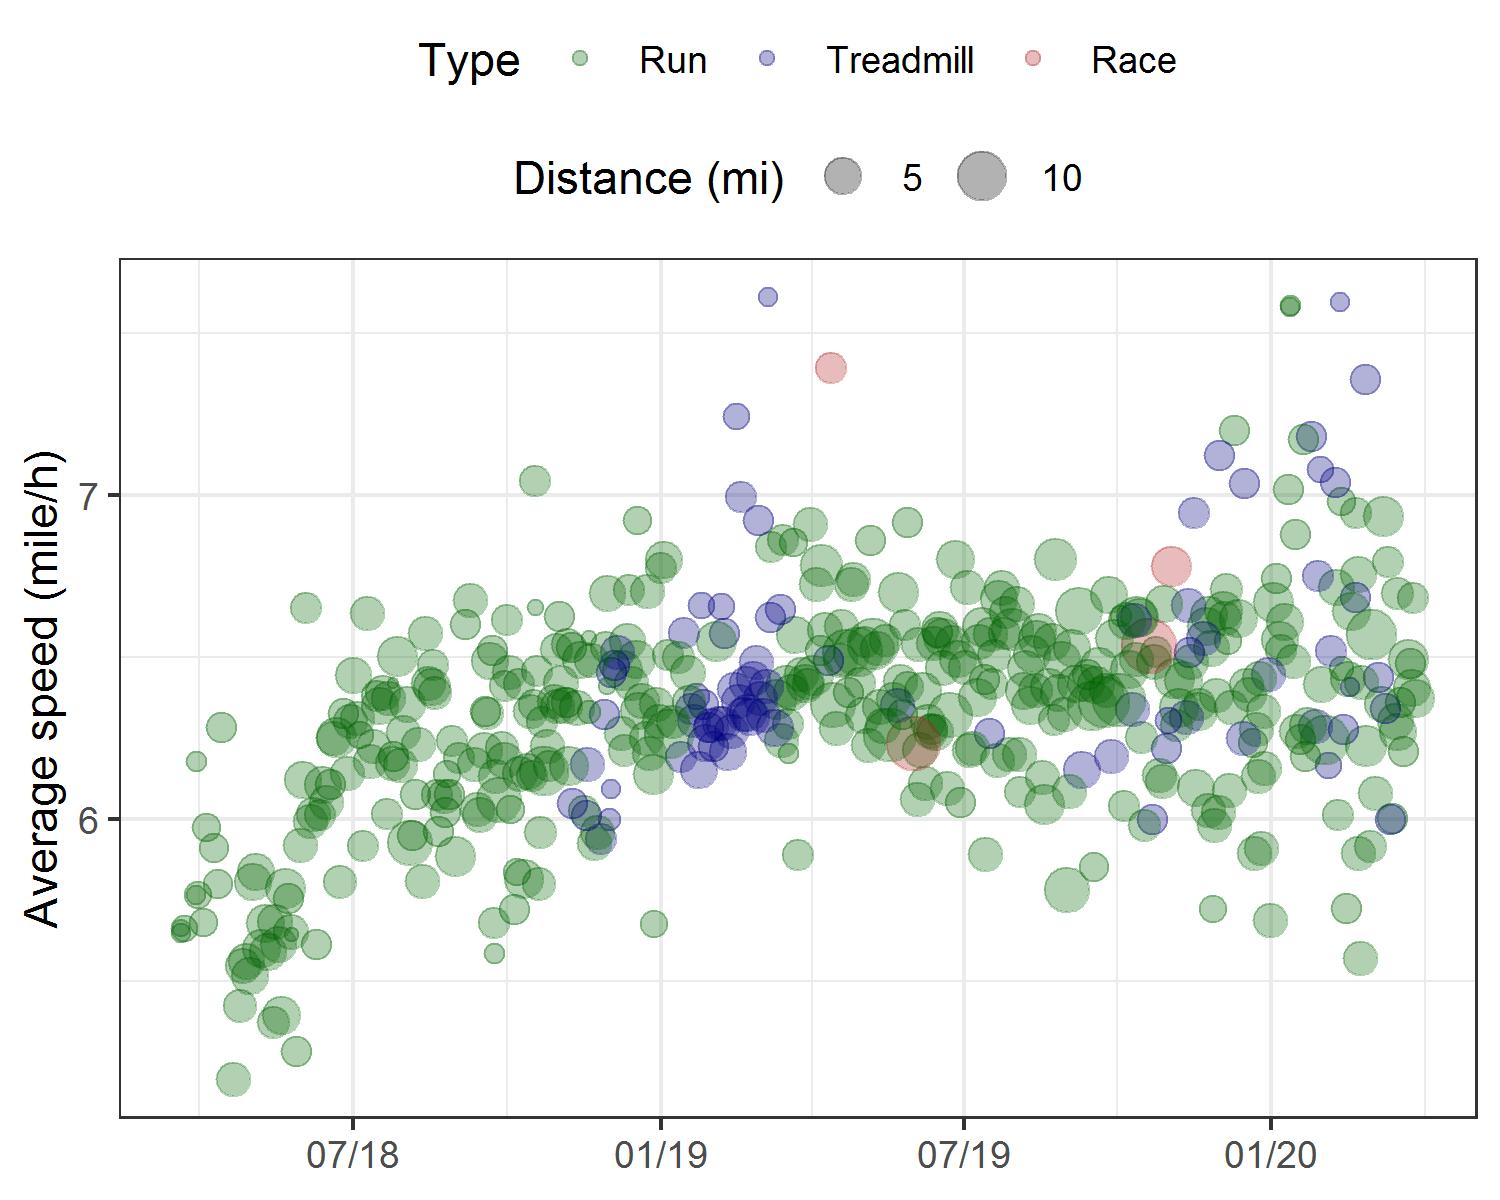 Type Run Treadmill Race
Distance (mi) 5 10
Average speed (mile/h)
7
6
07/18 01/19 07/19 01/20